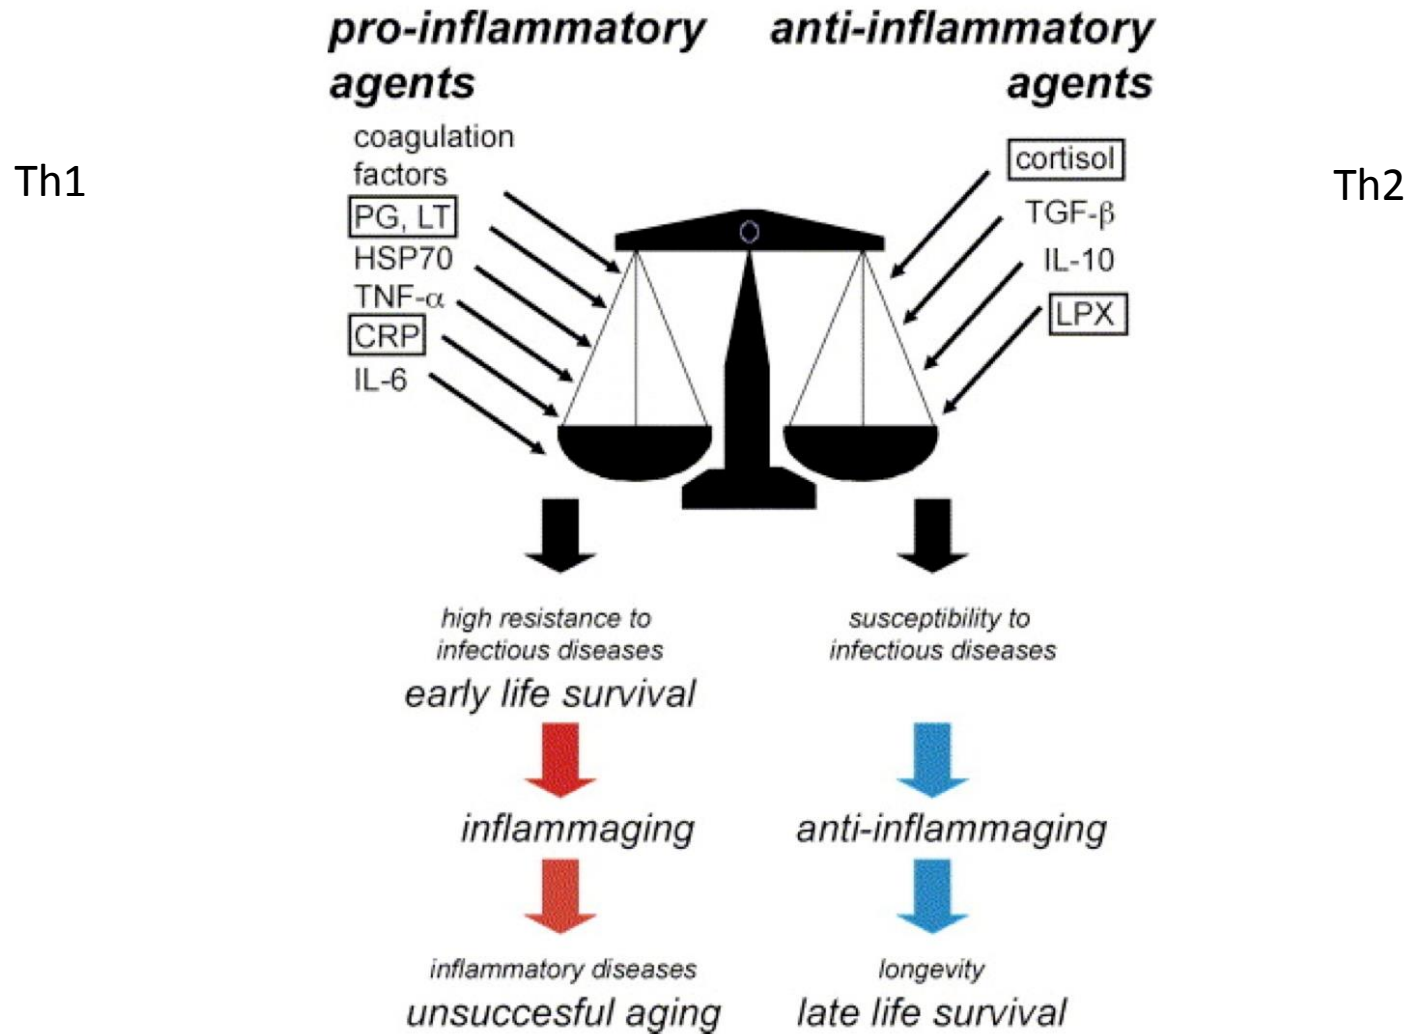 pro-inflammatory
agents
anti-inflammatory
agents
Th1
coagulation
factors
PG, LT
HSP70
TNF-α
CRP
IL-6
cortisol
TGF-β
IL-10
LPX
Th2
high resistance to
infectious diseases
early life survival
susceptibility to
infectious diseases
inflammaging
anti-inflammaging
inflammatory diseases
unsuccesful aging
longevity
late life survival